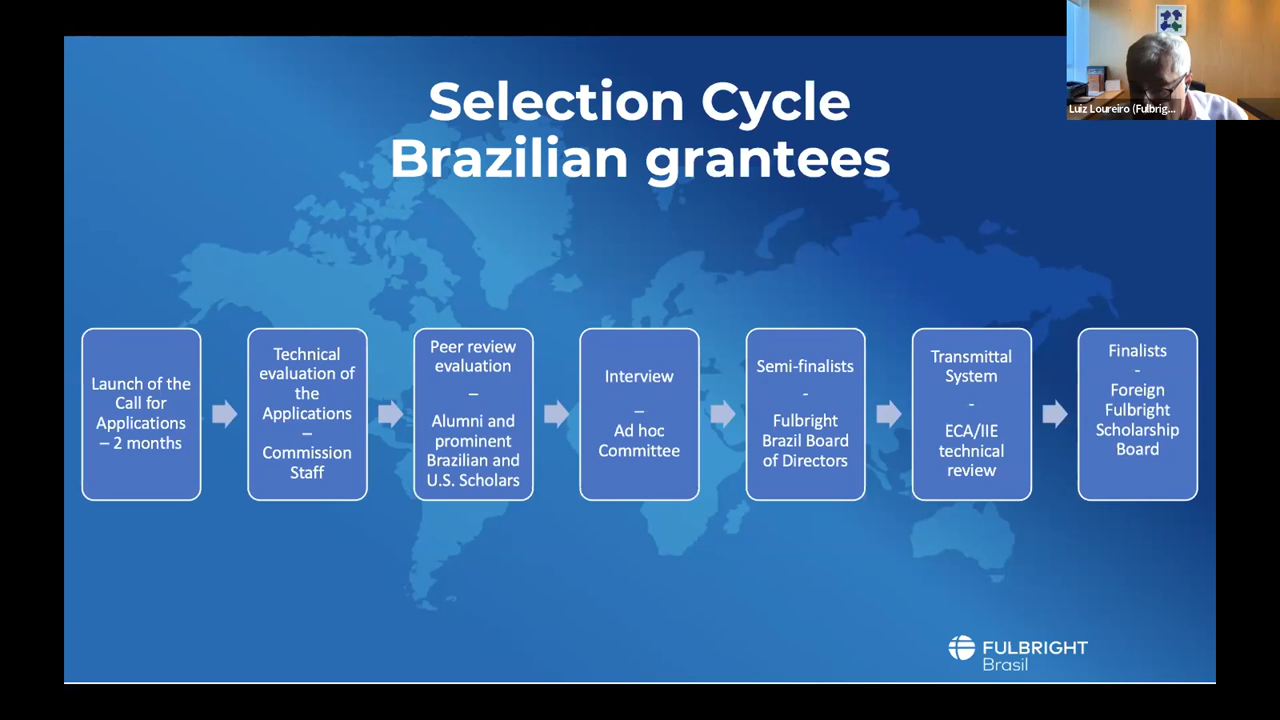 Luiz Loureiro (Fulbrig...
Selection Cycle
Brazilian grantees
Launch of the
Call for
Applications
– 2 months
Technical
evaluation of
the
Applications
–
Commission
Staff
Peer review
evaluation
–
Alumni and
prominent
Brazilian and
U.S. Scholars
Interview
–
Ad hoc
Committee
Semi-finalists
-
Fulbright
Brazil Board
of Directors
Transmittal
System
-
ECA/IIE
technical
review
Finalists
-
Foreign
Fulbright
Scholarship
Board
FULBRIGHT
Brasil